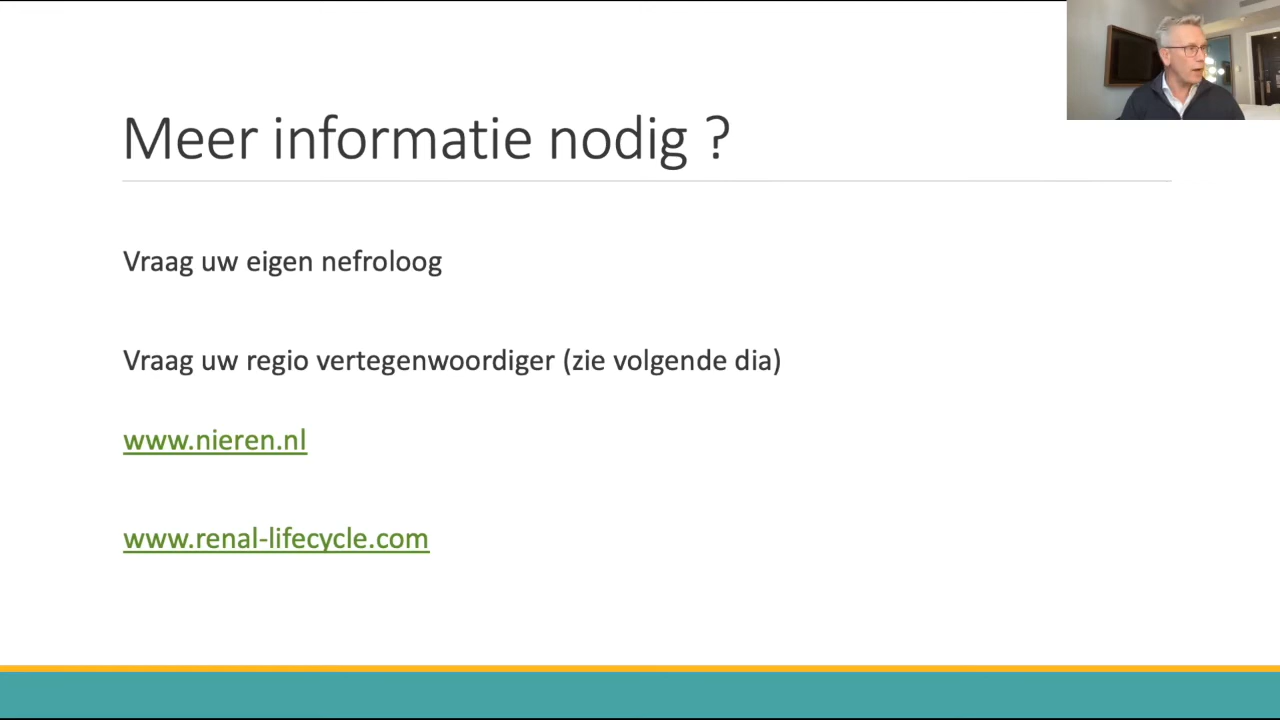 Meer informatie nodig ?
Vraag uw eigen nefroloog
Vraag uw regio vertegenwoordiger (zie volgende dia)
www.nieren.nl
www.renal-lifecycle.com